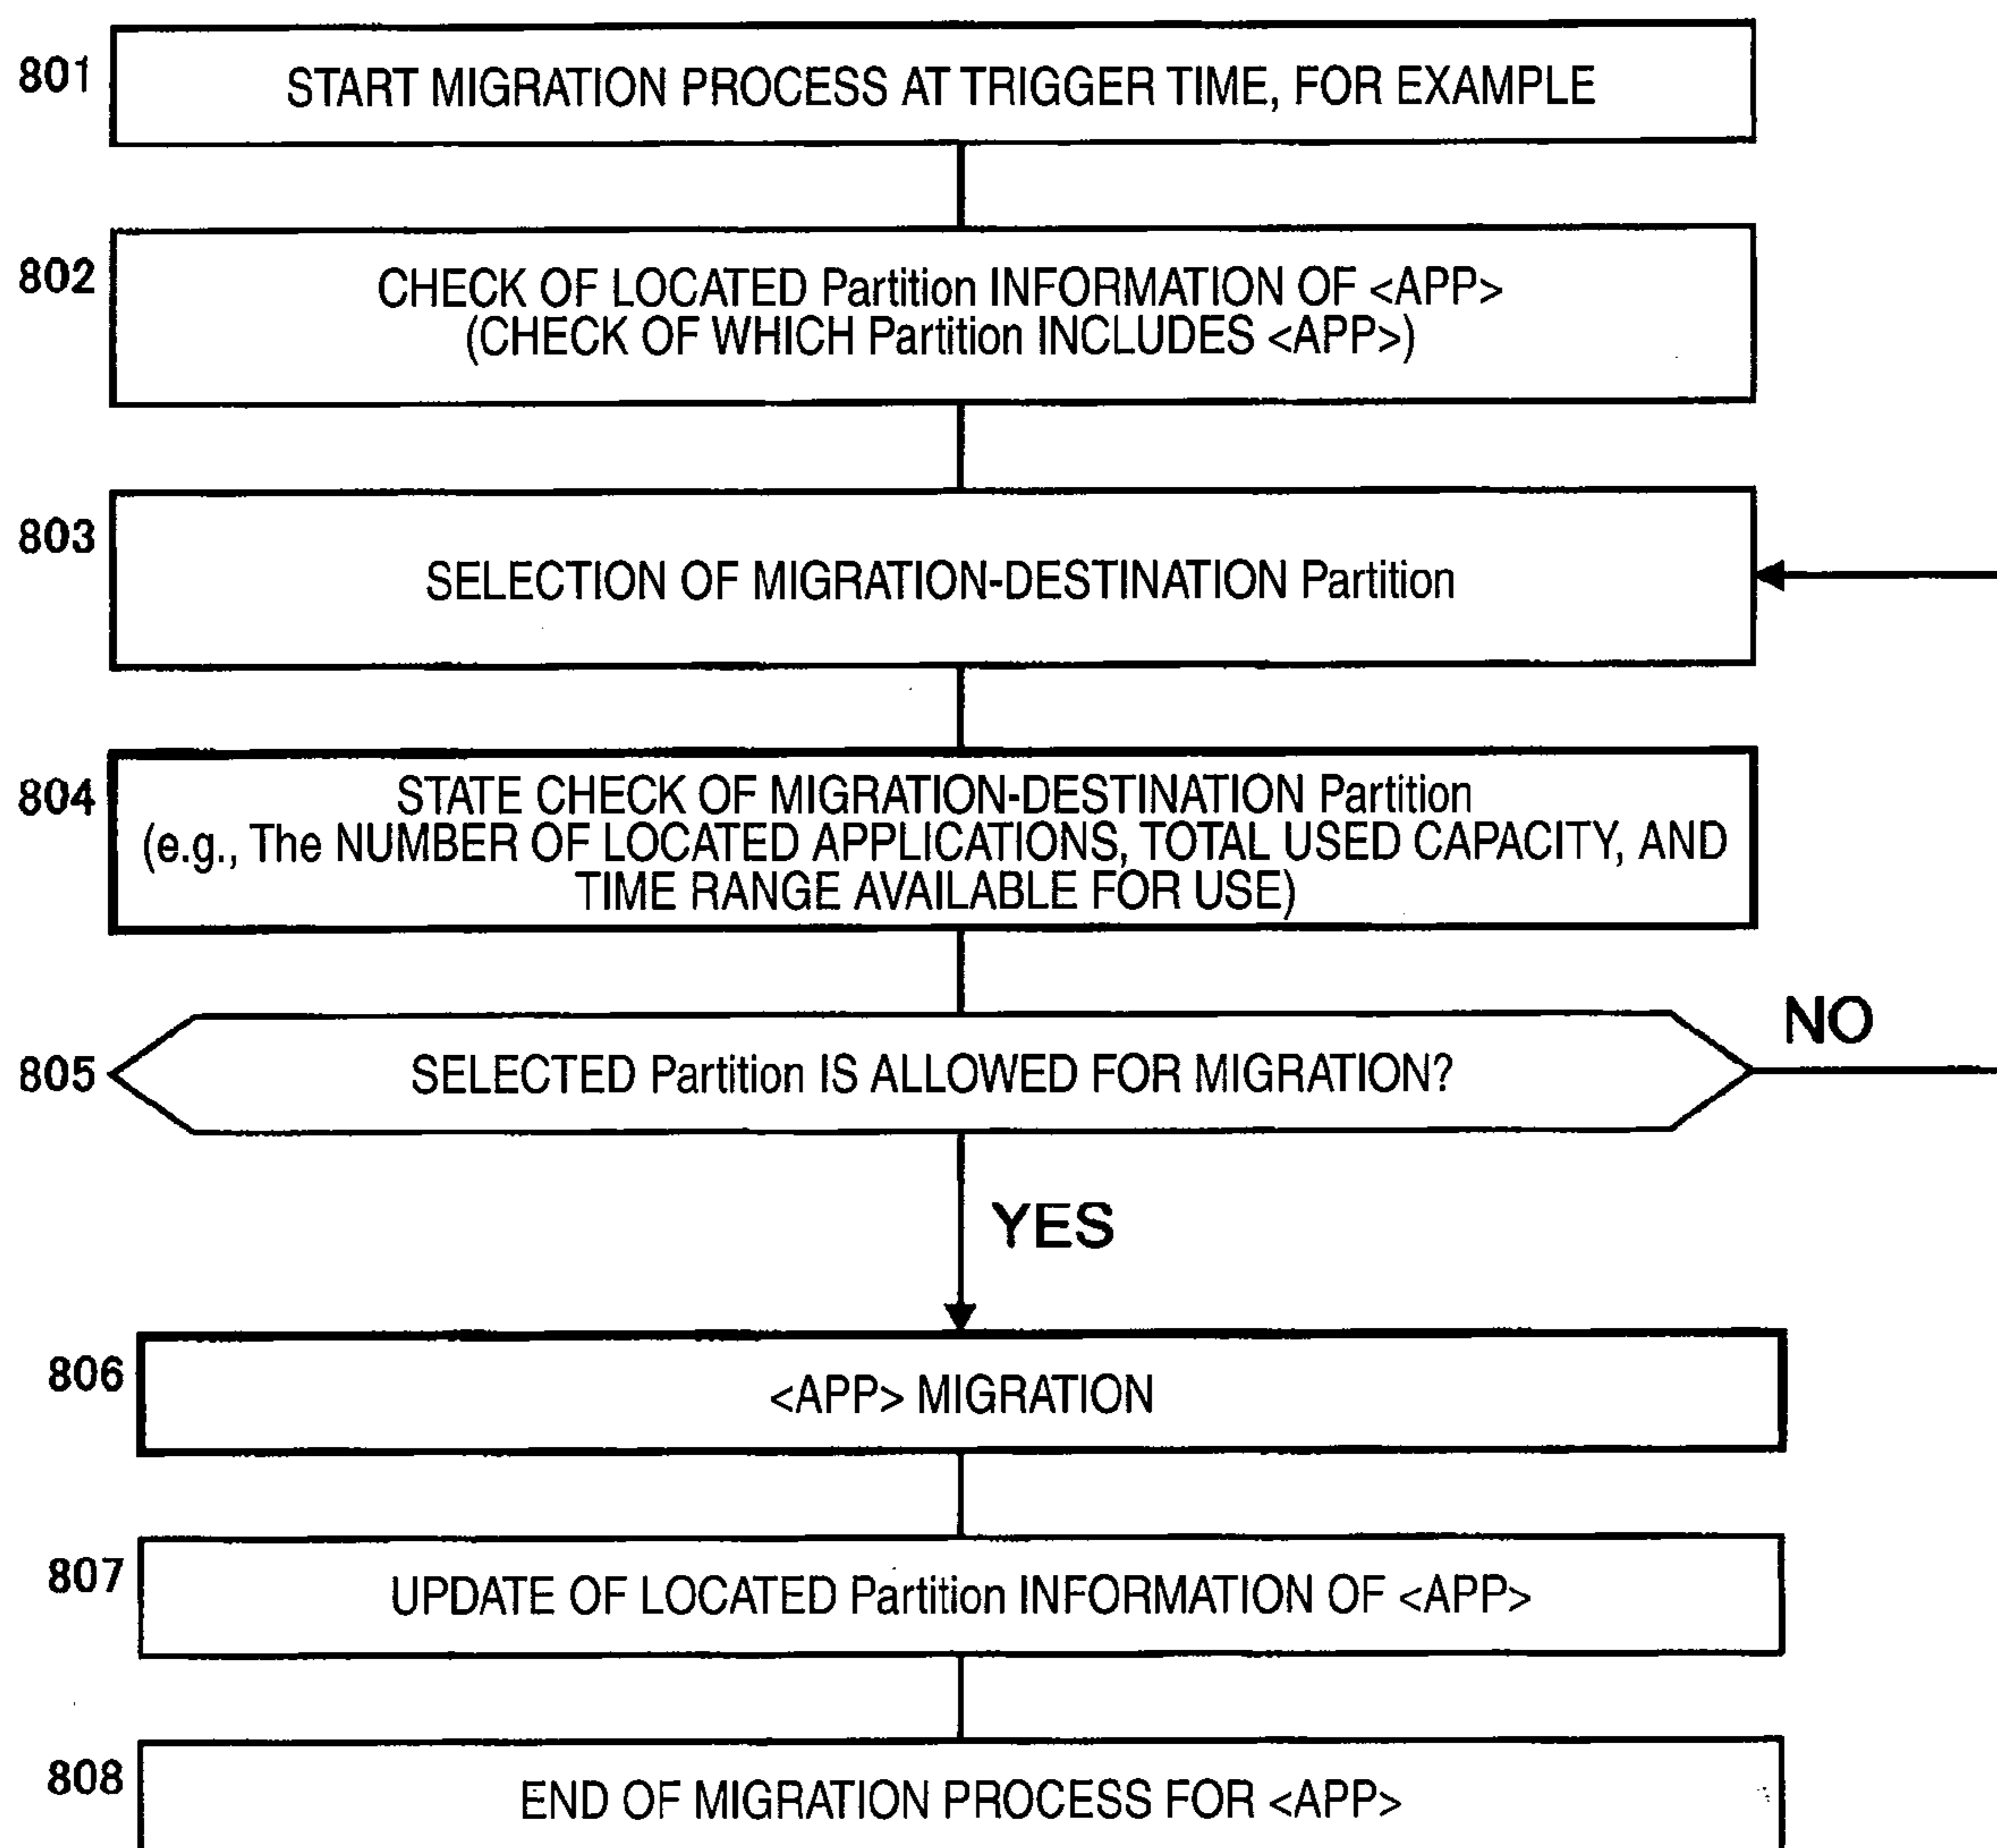 801
START MIGRATION PROCESS AT TRIGGER TIME, FOR EXAMPLE
802
CHECK OF LOCATED Partition INFORMATION OF <APP>
(CHECK OF WHICH Partition INCLUDES <APP>)
803
SELECTION OF MIGRATION-DESTINATION Partition
804
STATE CHECK OF MIGRATION-DESTINATION Partition
(e.g., The NUMBER OF LOCATED APPLICATIONS, TOTAL USED CAPACITY, AND
TIME RANGE AVAILABLE FOR USE)
805
SELECTED Partition IS ALLOWED FOR MIGRATION?
NO
YES
806
<APP> MIGRATION
807
UPDATE OF LOCATED Partition INFORMATION OF <APP>
808
END OF MIGRATION PROCESS FOR <APP>